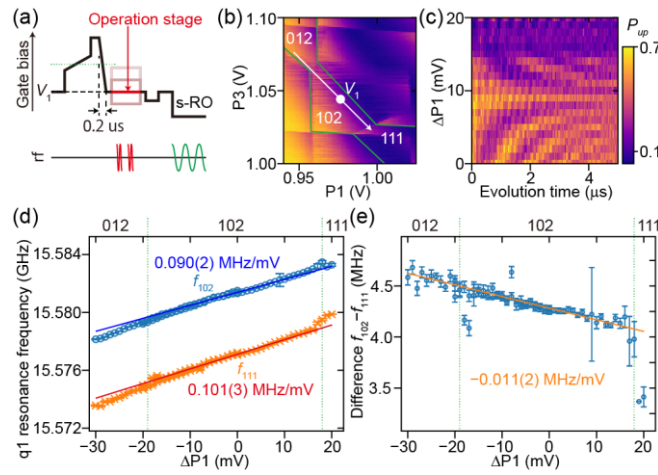 (a)
Operation stage
Gate bias
V1
0.2 us
s-RO
rf
(b)
1.10
1.05
1.00
P3 (V)
012
V1
102
111
0.95
1.00
P1 (V)
(c)
20
10
0
ΔP1 (mV)
0
2
4
Evolution time (μs)
Pup
0.7
0.1
(d)
012
102
111
15.584
15.580
15.576
15.572
q1 resonance frequency (GHz)
0.090(2) MHz/mV
f102
f111
0.101(3) MHz/mV
−30 −20 −10 0 10 20
ΔP1 (mV)
(e)
012
102
111
4.5
4.0
3.5
Difference f102−f111 (MHz)
−0.011(2) MHz/mV
−30 −20 −10 0 10 20
ΔP1 (mV)